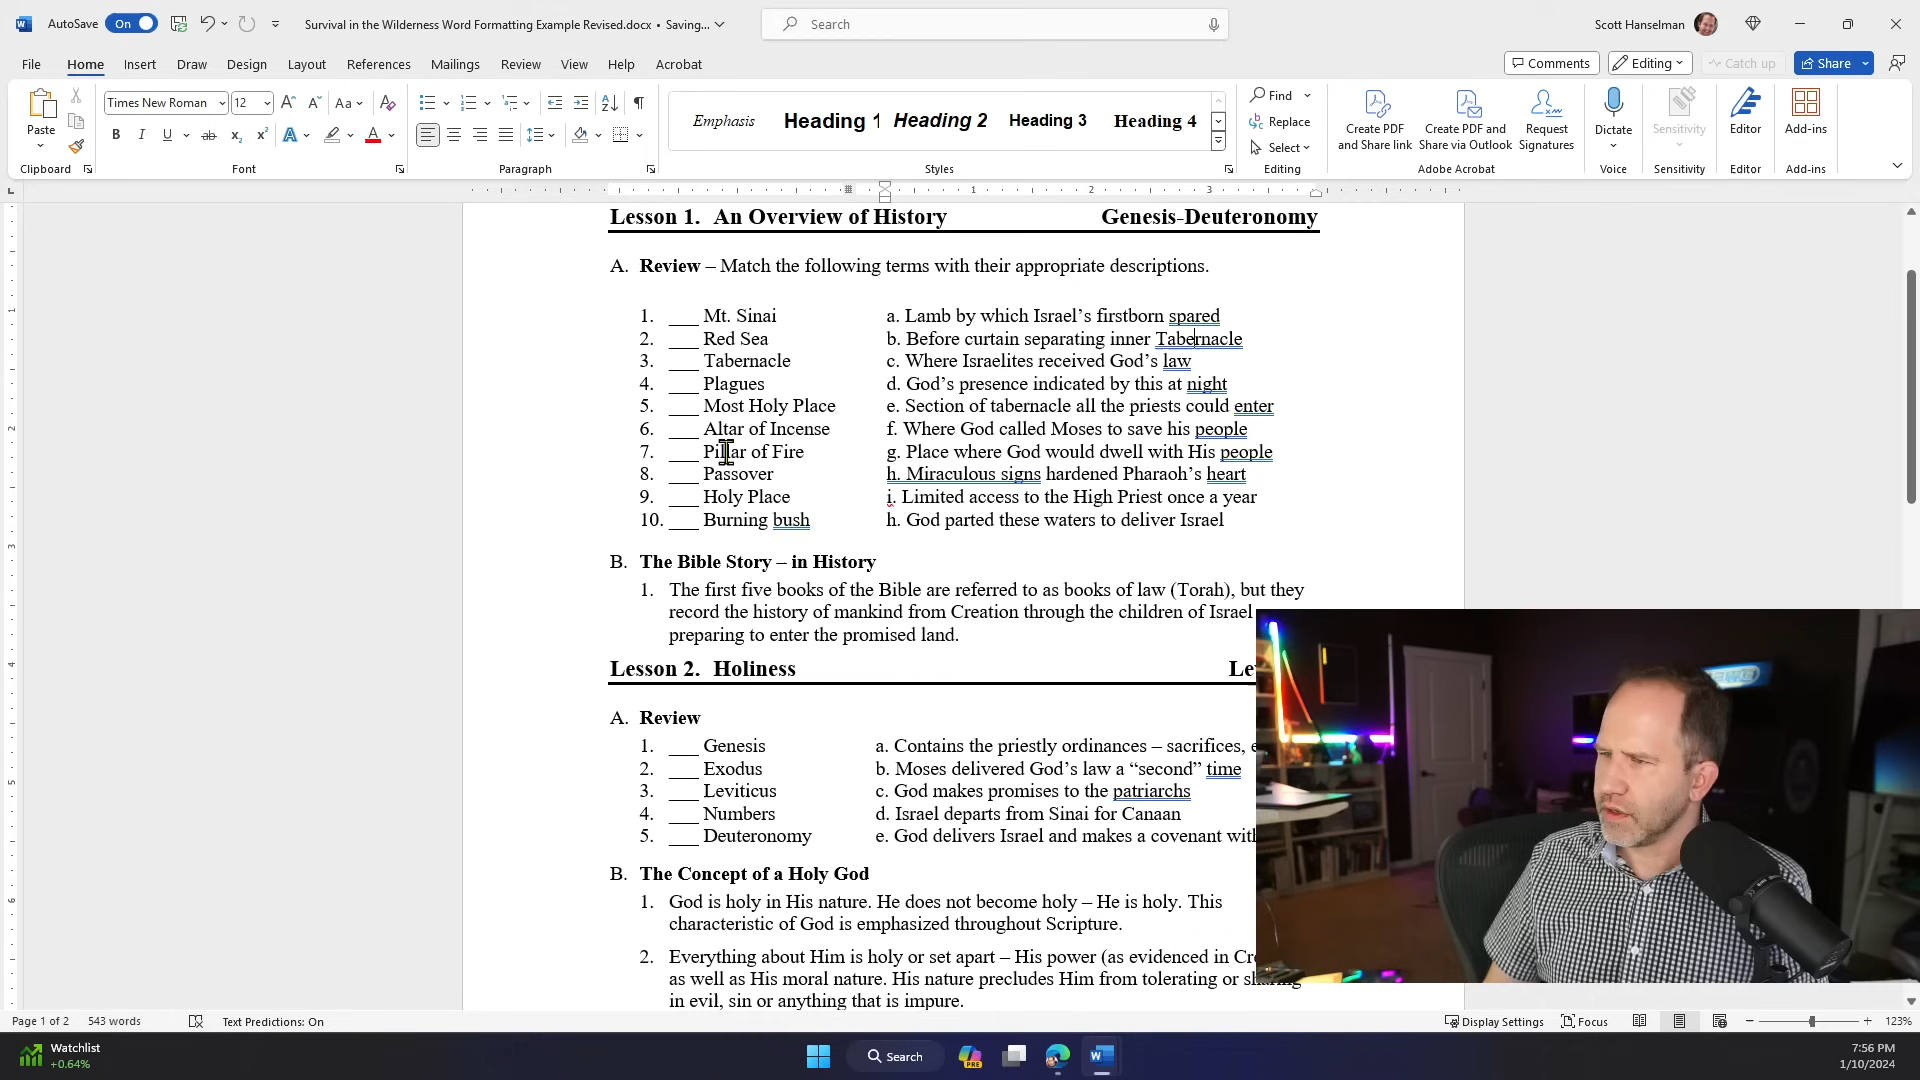 AutoSave On Survival in the Wilderness Word Formatting Example Revised.docx • Saving... Search Scott Hanselman
File Home Insert Draw Design Layout References Mailings Review View Help Acrobat Comments Editing Catch up Share
Times New Roman 12 Aa Emphasis Heading 1 Heading 2 Heading 3 Heading 4 Find
Replace
Select
Paste B I U ab x₂ x² A A
Create PDF and Share link
Create PDF and Share via Outlook
Request Signatures
Dictate Sensitivity Editor Add-ins
Clipboard Font Paragraph Styles Editing Adobe Acrobat Voice Sensitivity Editor Add-ins
1 2 3
Lesson 1. An Overview of History Genesis-Deuteronomy
A. Review – Match the following terms with their appropriate descriptions.
1. ___ Mt. Sinai a. Lamb by which Israel’s firstborn spared
2. ___ Red Sea b. Before curtain separating inner Tabernacle
3. ___ Tabernacle c. Where Israelites received God’s law
4. ___ Plagues d. God’s presence indicated by this at night
5. ___ Most Holy Place e. Section of tabernacle all the priests could enter
6. ___ Altar of Incense f. Where God called Moses to save his people
7. ___ Pillar of Fire g. Place where God would dwell with His people
8. ___ Passover h. Miraculous signs hardened Pharaoh’s heart
9. ___ Holy Place i. Limited access to the High Priest once a year
10. ___ Burning bush h. God parted these waters to deliver Israel
B. The Bible Story – in History
1. The first five books of the Bible are referred to as books of law (Torah), but they
record the history of mankind from Creation through the children of Israel
preparing to enter the promised land.
Lesson 2. Holiness
A. Review
1. ___ Genesis a. Contains the priestly ordinances – sacrifices,
2. ___ Exodus b. Moses delivered God’s law a “second” time
3. ___ Leviticus c. God makes promises to the patriarchs
4. ___ Numbers d. Israel departs from Sinai for Canaan
5. ___ Deuteronomy e. God delivers Israel and makes a covenant with
B. The Concept of a Holy God
1. God is holy in His nature. He does not become holy – He is holy. This
characteristic of God is emphasized throughout Scripture.
2. Everything about Him is holy or set apart – His power (as evidenced in
as well as His moral nature. His nature precludes Him from tolerating or
in evil, sin or anything that is impure.
Page 1 of 2 543 words Text Predictions: On Display Settings Focus 123%
Watchlist
+0.64%
Search
PRE
7:56 PM
1/10/2024